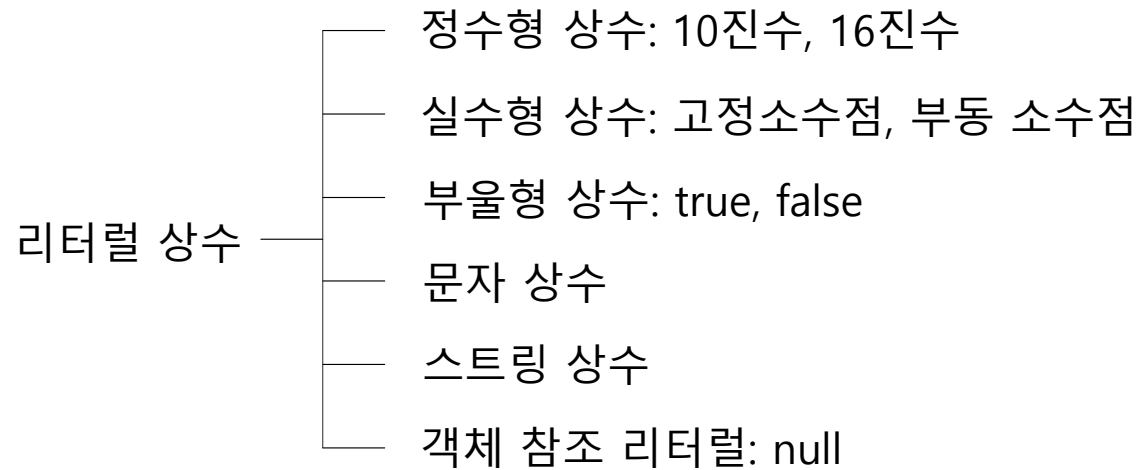 정수형 상수: 10진수, 16진수
실수형 상수: 고정소수점, 부동 소수점
부울형 상수: true, false
리터럴 상수
문자 상수
스트링 상수
객체 참조 리터럴: null